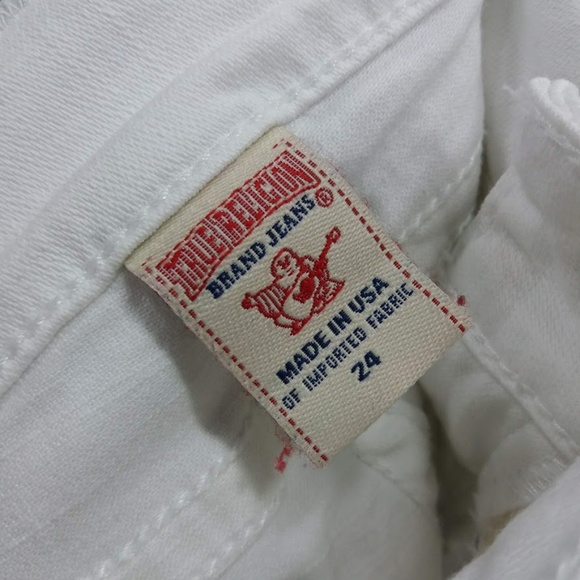 TRUE RELIGION
BRAND JEANS ®
MADE IN USA
OF IMPORTED FABRIC
24